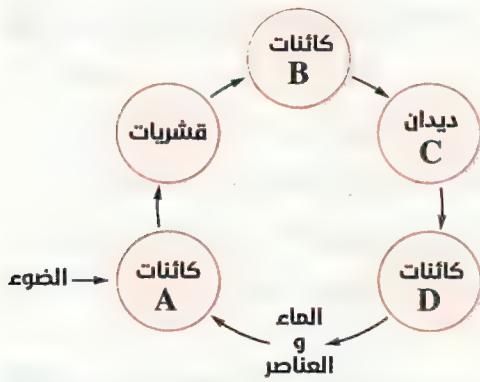 كائنات
B
قشريات
ديدان
C
الضوء
كائنات
A
كائنات
D
الماء
و
العناصر